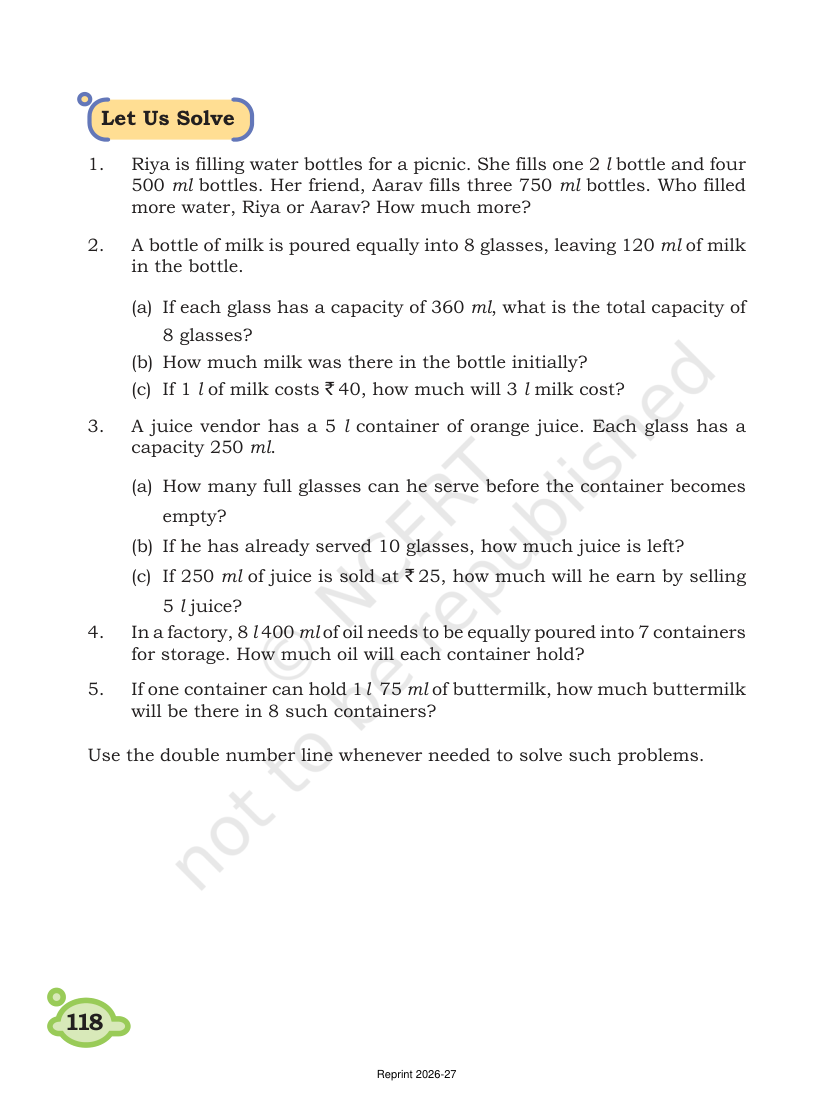 Let Us Solve
1. Riya is filling water bottles for a picnic. She fills one 2 l bottle and four
500 ml bottles. Her friend, Aarav fills three 750 ml bottles. Who filled
more water, Riya or Aarav? How much more?
2. A bottle of milk is poured equally into 8 glasses, leaving 120 ml of milk
in the bottle.
(a) If each glass has a capacity of 360 ml, what is the total capacity of
8 glasses?
(b) How much milk was there in the bottle initially?
(c) If 1 l of milk costs ₹ 40, how much will 3 l milk cost?
3. A juice vendor has a 5 l container of orange juice. Each glass has a
capacity 250 ml.
(a) How many full glasses can he serve before the container becomes
empty?
(b) If he has already served 10 glasses, how much juice is left?
(c) If 250 ml of juice is sold at ₹ 25, how much will he earn by selling
5 l juice?
4. In a factory, 8 l 400 ml of oil needs to be equally poured into 7 containers
for storage. How much oil will each container hold?
5. If one container can hold 1 l 75 ml of buttermilk, how much buttermilk
will be there in 8 such containers?
Use the double number line whenever needed to solve such problems.
© NCERT
not to be republished
118
Reprint 2026-27